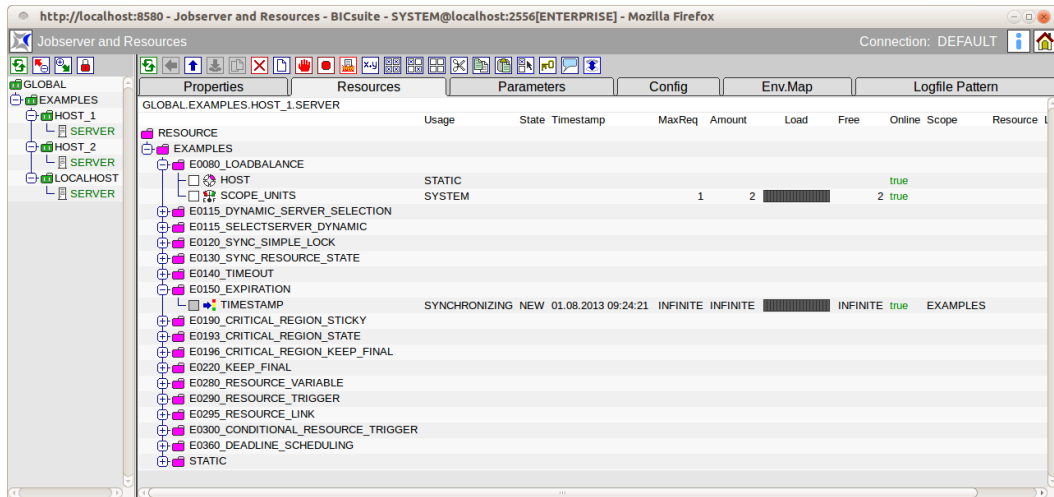 http://localhost:8580 - Jobserver and Resources - BICsuite - SYSTEM@localhost:2556[ENTERPRISE] - Mozilla Firefox
Jobserver and Resources Connection: DEFAULT
GLOBAL
EXAMPLES
HOST_1
SERVER
HOST_2
SERVER
LOCALHOST
SERVER
Properties Resources Parameters Config Env.Map Logfile Pattern
GLOBAL.EXAMPLES.HOST_1.SERVER
Usage State Timestamp MaxReq Amount Load Free Online Scope Resource L
RESOURCE
EXAMPLES
E0080_LOADBALANCE
HOST STATIC true
SCOPE_UNITS SYSTEM 1 2 2 true
E0115_DYNAMIC_SERVER_SELECTION
E0115_SELECTSERVER_DYNAMIC
E0120_SYNC_SIMPLE_LOCK
E0130_SYNC_RESOURCE_STATE
E0140_TIMEOUT
E0150_EXPIRATION
TIMESTAMP SYNCHRONIZING NEW 01.08.2013 09:24:21 INFINITE INFINITE INFINITE true EXAMPLES
E0190_CRITICAL_REGION_STICKY
E0193_CRITICAL_REGION_STATE
E0196_CRITICAL_REGION_KEEP_FINAL
E0220_KEEP_FINAL
E0280_RESOURCE_VARIABLE
E0290_RESOURCE_TRIGGER
E0295_RESOURCE_LINK
E0300_CONDITIONAL_RESOURCE_TRIGGER
E0360_DEADLINE_SCHEDULING
STATIC